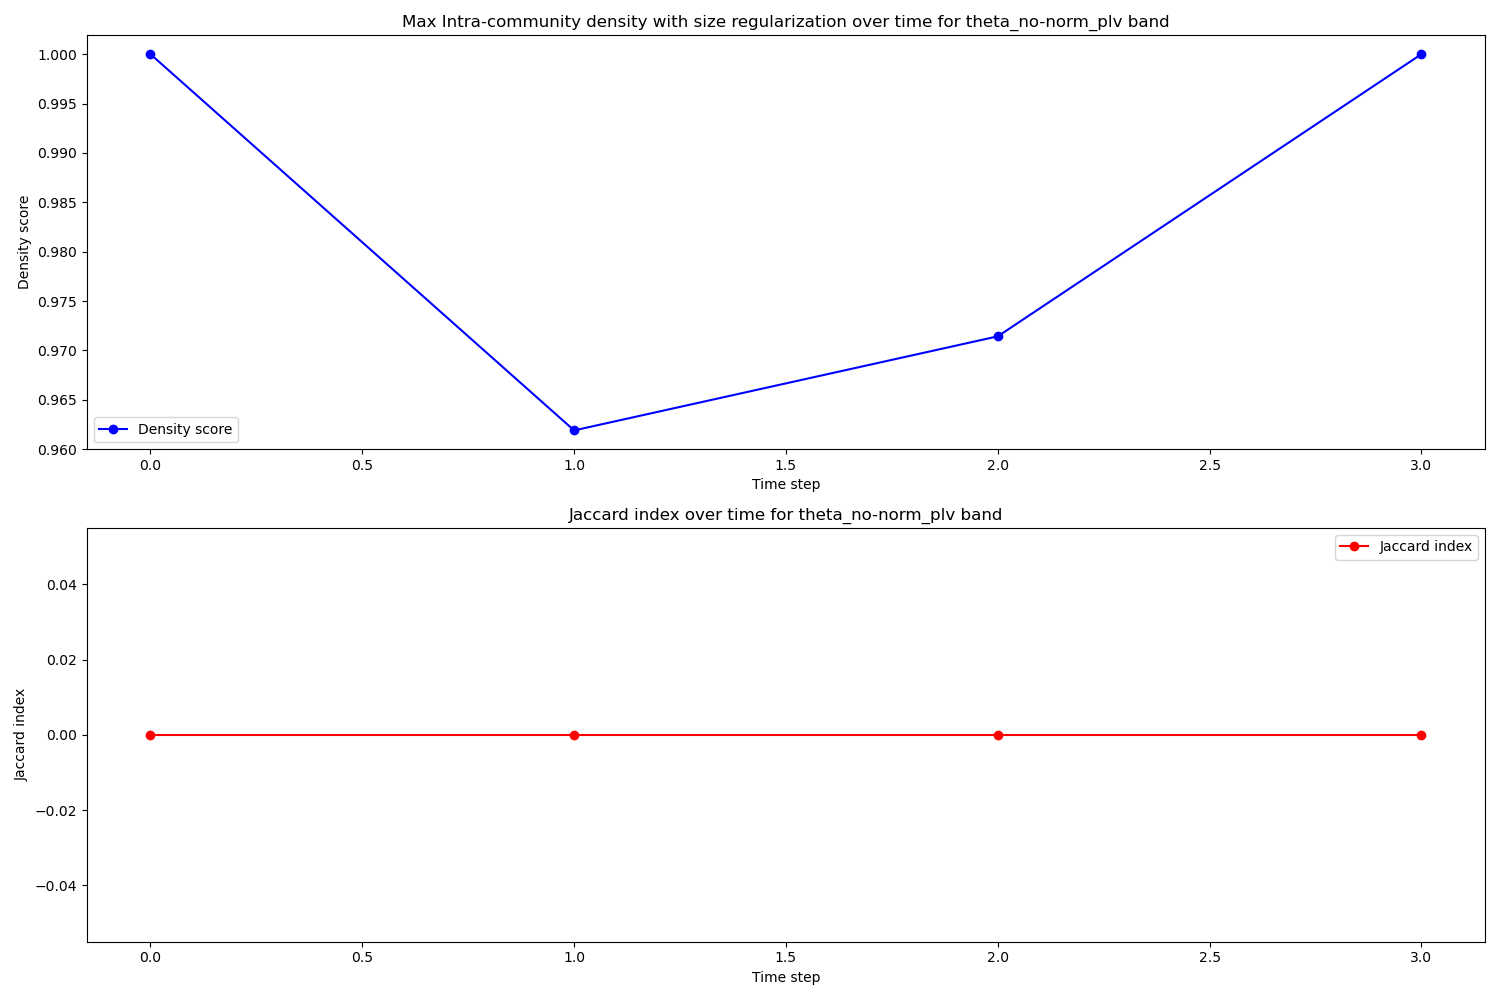 Max Intra-community density with size regularization over time for theta_no-norm_plv band
1.000
0.995
0.990
0.985
0.980
0.975
0.970
0.965
0.960
Density score
Density score
0.0 0.5 1.0 1.5 2.0 2.5 3.0
Time step
Jaccard index over time for theta_no-norm_plv band
Jaccard index
0.04
0.02
0.00
−0.02
−0.04
Jaccard index
0.0 0.5 1.0 1.5 2.0 2.5 3.0
Time step